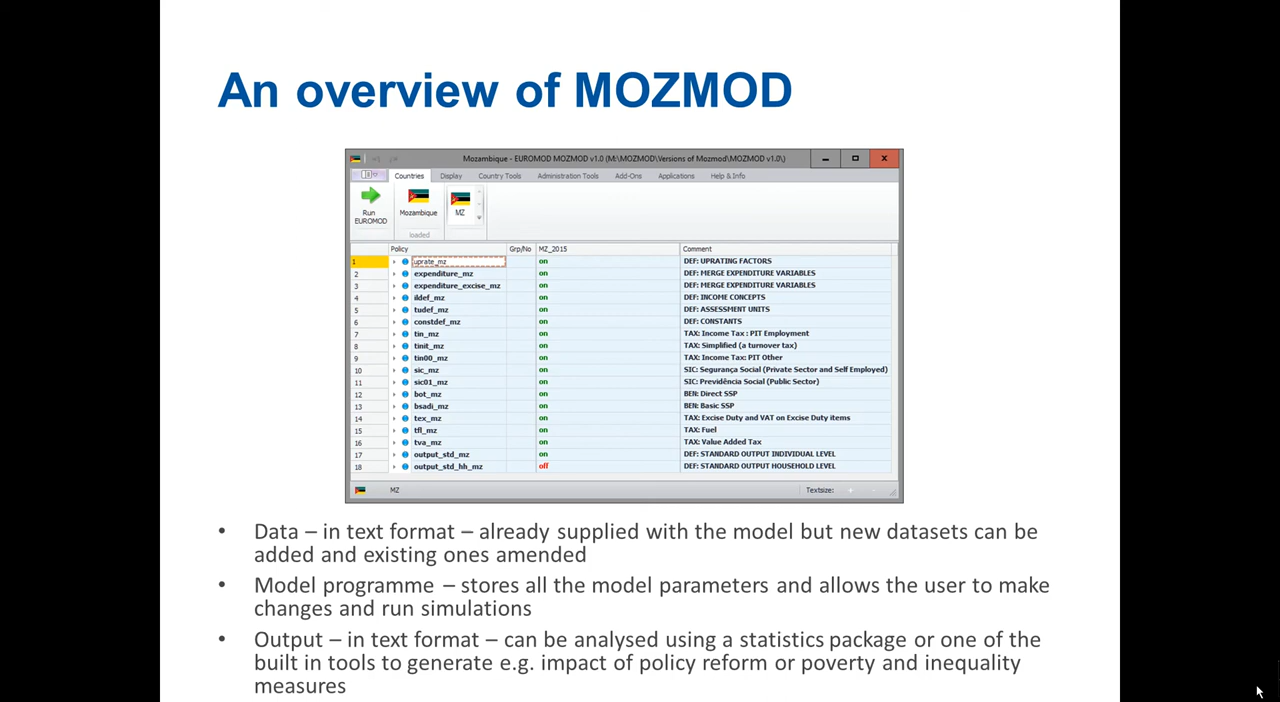 An overview of MOZMOD
Mozambique - EUROMOD MOZMOD v1.0 (M:\MOZMOD\Versions of Mozmod\MOZMOD v1.0\)
Countries Display Country Tools Administration Tools Add-Ons Applications Help & Info
Run EUROMOD
Mozambique
MZ
loaded
Policy Grp/No MZ_2015 Comment
1 uprate_mz on DEF: UPRATING FACTORS
2 expenditure_mz on DEF: MERGE EXPENDITURE VARIABLES
3 expenditure_excise_mz on DEF: MERGE EXPENDITURE VARIABLES
4 ildef_mz on DEF: INCOME CONCEPTS
5 tudef_mz on DEF: ASSESSMENT UNITS
6 constdef_mz on DEF: CONSTANTS
7 tin_mz on TAX: Income Tax : PIT Employment
8 tinit_mz on TAX: Simplified (a turnover tax)
9 tin00_mz on TAX: Income Tax: PIT Other
10 sic_mz on SIC: Segurança Social (Private Sector and Self Employed)
11 sic01_mz on SIC: Previdência Social (Public Sector)
12 bot_mz on BEN: Direct SSP
13 bsadi_mz on BEN: Basic SSP
14 tex_mz on TAX: Excise Duty and VAT on Excise Duty items
15 tfl_mz on TAX: Fuel
16 tva_mz on TAX: Value Added Tax
17 output_std_mz on DEF: STANDARD OUTPUT INDIVIDUAL LEVEL
18 output_std_hh_mz off DEF: STANDARD OUTPUT HOUSEHOLD LEVEL
MZ Textsize:
• Data – in text format – already supplied with the model but new datasets can be
added and existing ones amended
• Model programme – stores all the model parameters and allows the user to make
changes and run simulations
• Output – in text format – can be analysed using a statistics package or one of the
built in tools to generate e.g. impact of policy reform or poverty and inequality
measures